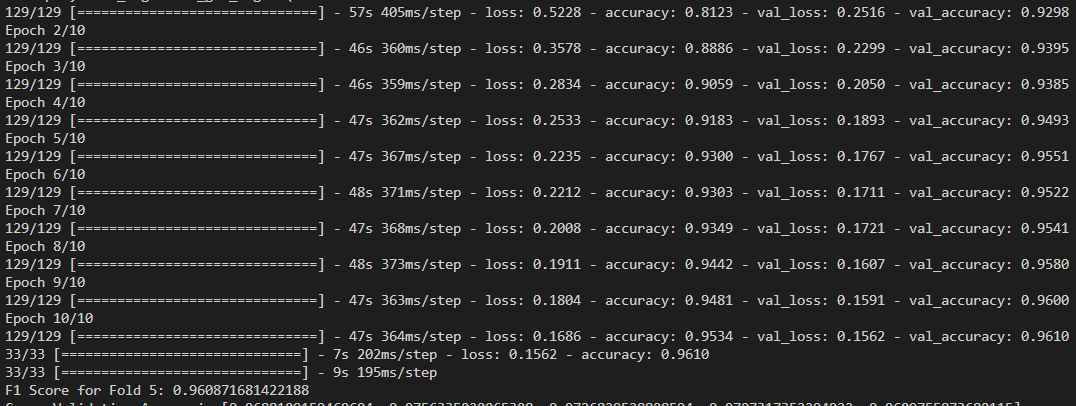 129/129 [==============================] - 57s 405ms/step - loss: 0.5228 - accuracy: 0.8123 - val_loss: 0.2516 - val_accuracy: 0.9298
Epoch 2/10
129/129 [==============================] - 46s 360ms/step - loss: 0.3578 - accuracy: 0.8886 - val_loss: 0.2299 - val_accuracy: 0.9395
Epoch 3/10
129/129 [==============================] - 46s 359ms/step - loss: 0.2834 - accuracy: 0.9059 - val_loss: 0.2050 - val_accuracy: 0.9385
Epoch 4/10
129/129 [==============================] - 47s 362ms/step - loss: 0.2533 - accuracy: 0.9183 - val_loss: 0.1893 - val_accuracy: 0.9493
Epoch 5/10
129/129 [==============================] - 47s 367ms/step - loss: 0.2235 - accuracy: 0.9300 - val_loss: 0.1767 - val_accuracy: 0.9551
Epoch 6/10
129/129 [==============================] - 48s 371ms/step - loss: 0.2212 - accuracy: 0.9303 - val_loss: 0.1711 - val_accuracy: 0.9522
Epoch 7/10
129/129 [==============================] - 47s 368ms/step - loss: 0.2008 - accuracy: 0.9349 - val_loss: 0.1721 - val_accuracy: 0.9541
Epoch 8/10
129/129 [==============================] - 48s 373ms/step - loss: 0.1911 - accuracy: 0.9442 - val_loss: 0.1607 - val_accuracy: 0.9580
Epoch 9/10
129/129 [==============================] - 47s 363ms/step - loss: 0.1804 - accuracy: 0.9481 - val_loss: 0.1591 - val_accuracy: 0.9600
Epoch 10/10
129/129 [==============================] - 47s 364ms/step - loss: 0.1686 - accuracy: 0.9534 - val_loss: 0.1562 - val_accuracy: 0.9610
33/33 [==============================] - 7s 202ms/step - loss: 0.1562 - accuracy: 0.9610
33/33 [==============================] - 9s 195ms/step
F1 Score for Fold 5: 0.960871681422188